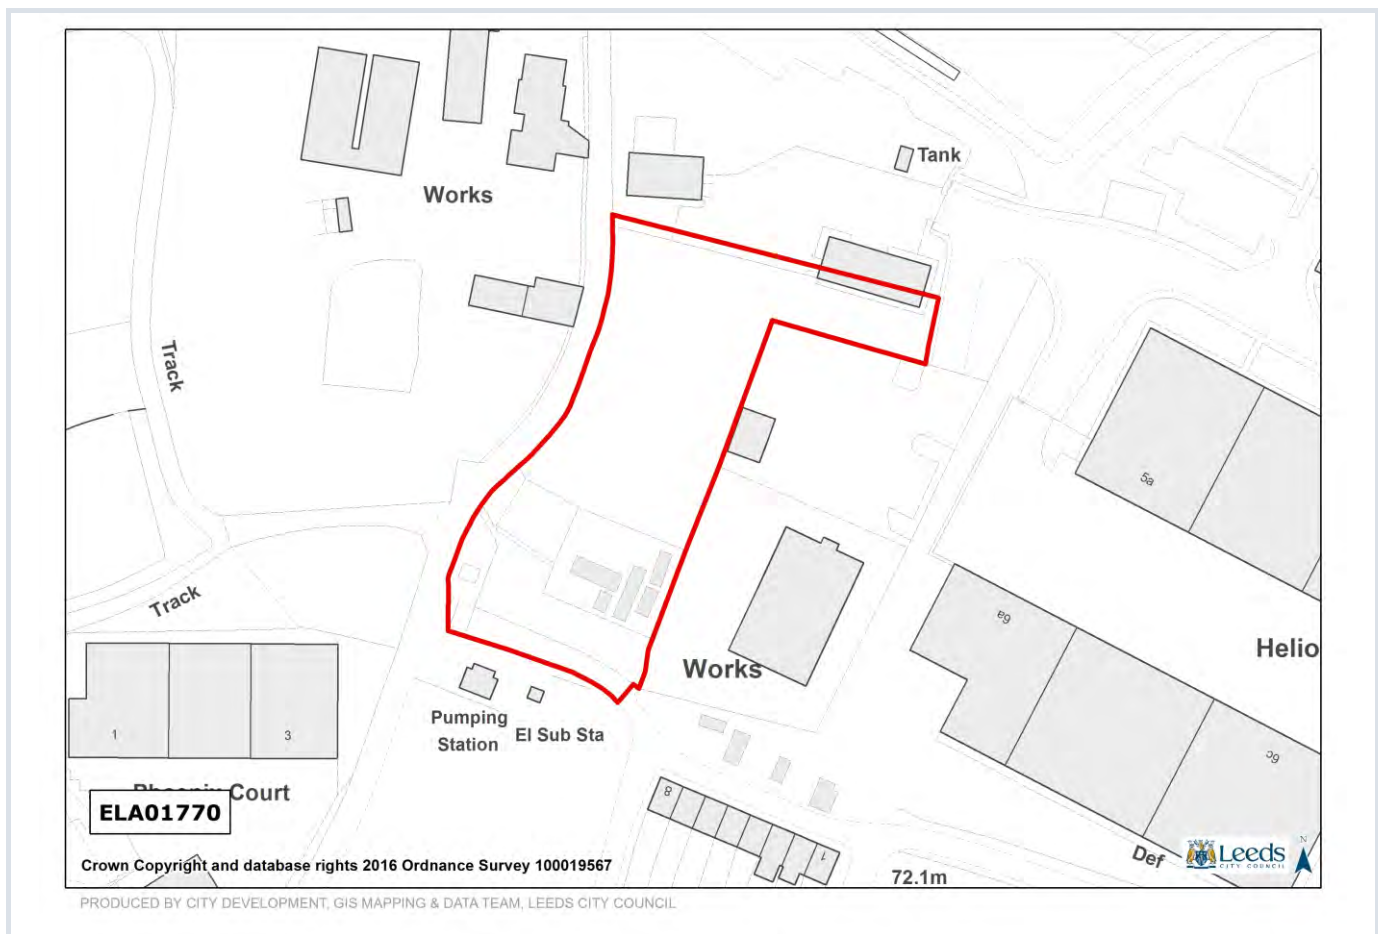 Tank
Works
Track
Track
5a
6a
Helio
Works
Pumping
Station
El Sub Sta
1
3
6c
Court
8
1
ELA01770
Crown Copyright and database rights 2016 Ordnance Survey 100019567
Def
Leeds
CITY COUNCIL
N
72.1m
PRODUCED BY CITY DEVELOPMENT, GIS MAPPING & DATA TEAM, LEEDS CITY COUNCIL